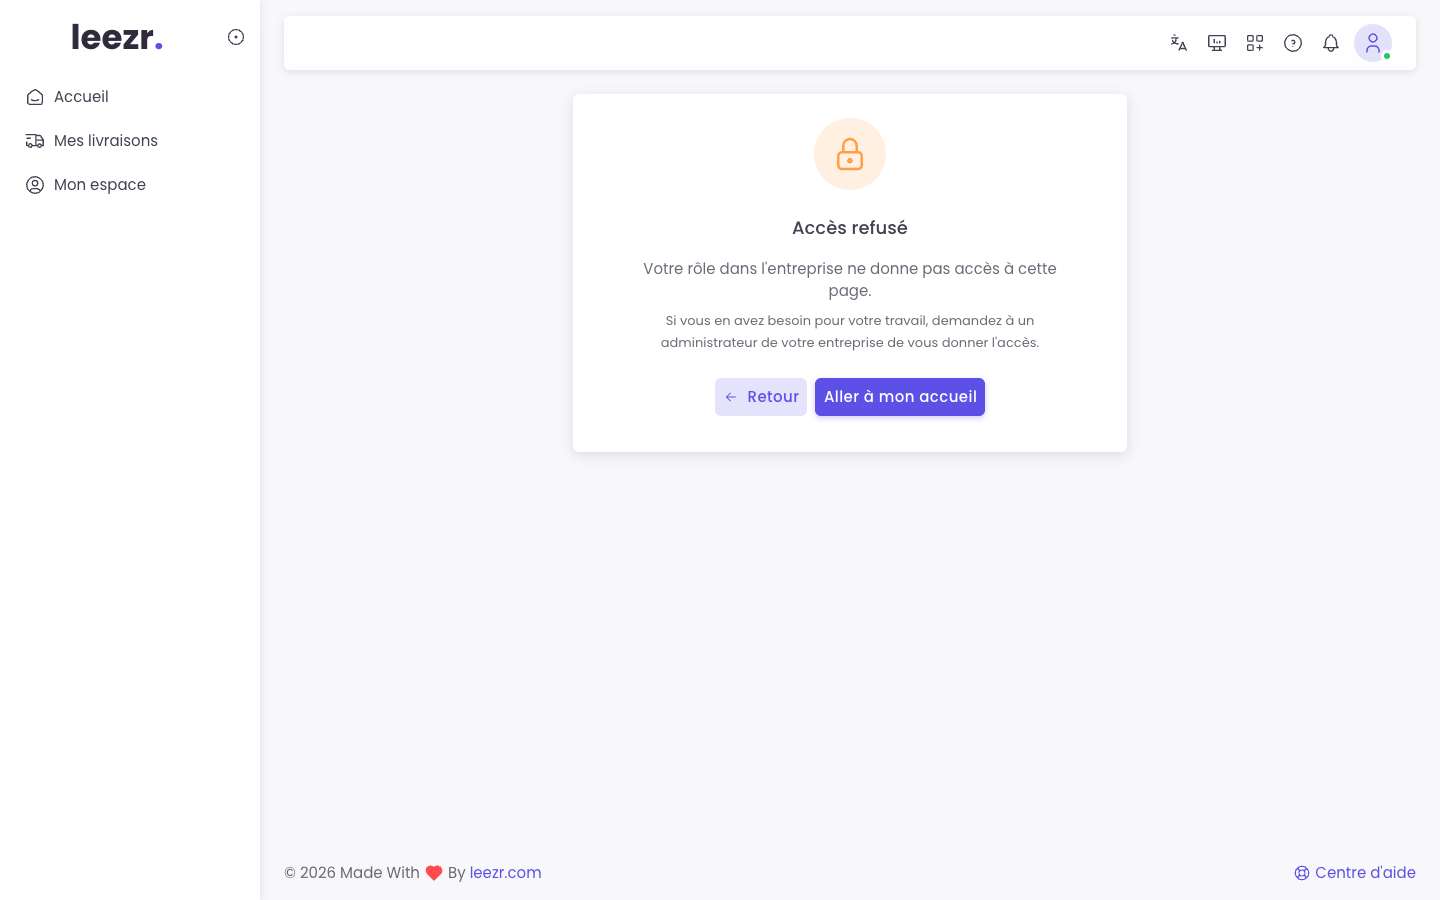 leezr.
Accueil
Mes livraisons
Mon espace
Accès refusé
Votre rôle dans l'entreprise ne donne pas accès à cette
page.
Si vous en avez besoin pour votre travail, demandez à un
administrateur de votre entreprise de vous donner l'accès.
Retour
Aller à mon accueil
© 2026 Made With By leezr.com
Centre d'aide